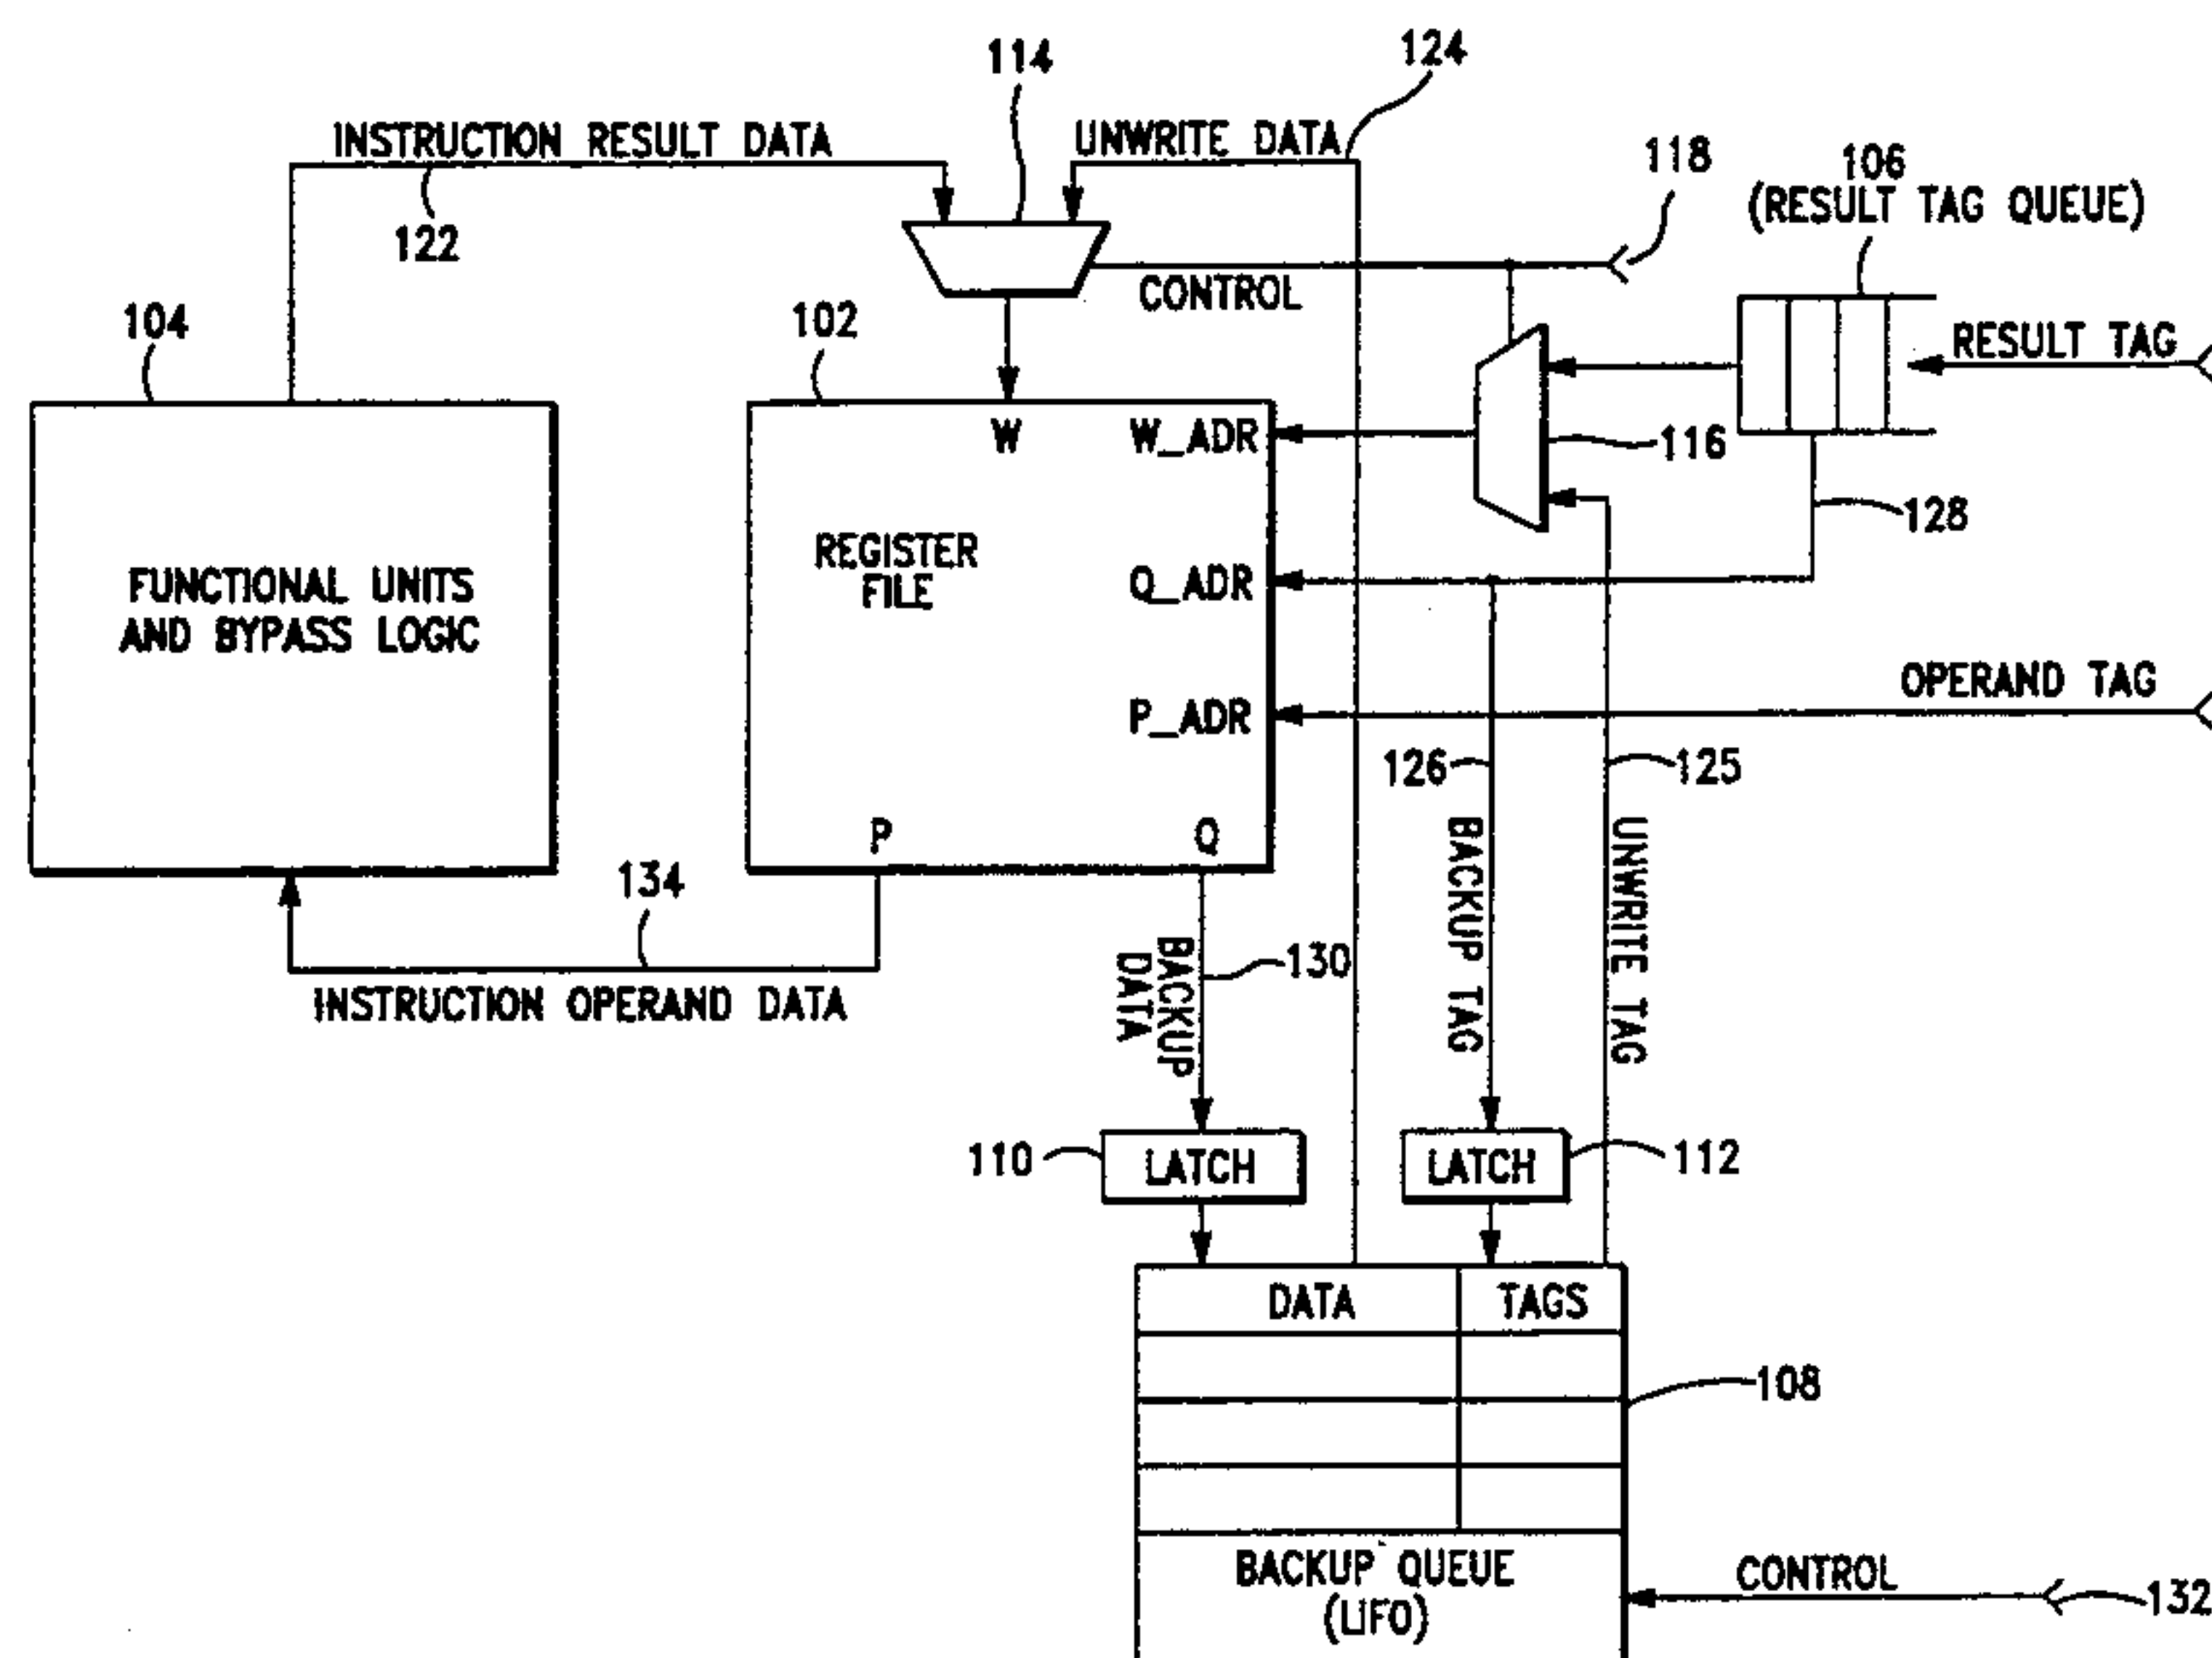 114
124
INSTRUCTION RESULT DATA
UNWRITE DATA
118
106
(RESULT TAG QUEUE)
122
CONTROL
104
102
RESULT TAG
W
W_ADR
116
128
REGISTER
FILE
Q_ADR
FUNCTIONAL UNITS
AND BYPASS LOGIC
OPERAND TAG
P_ADR
126
125
P
Q
134
BACKUP TAG
UNWRITE TAG
BACKUP
DATA
130
INSTRUCTION OPERAND DATA
110
LATCH
LATCH
112
DATA
TAGS
108
BACKUP QUEUE
(LIFO)
CONTROL
132